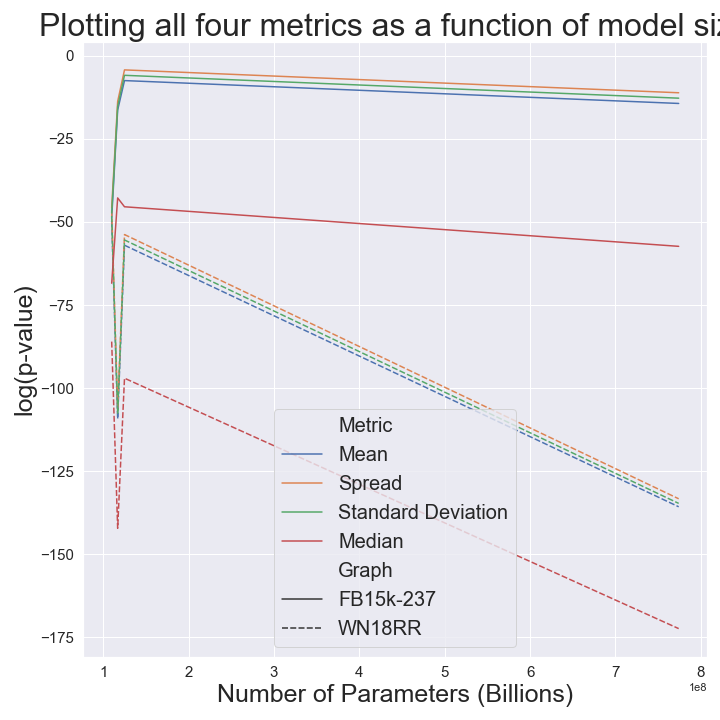 Plotting all four metrics as a function of model siz
0
−25
−50
−75
−100
−125
−150
−175
log(p-value)
Metric
Mean
Spread
Standard Deviation
Median
Graph
FB15k-237
WN18RR
1 2 3 4 5 6 7 8
1e8
Number of Parameters (Billions)